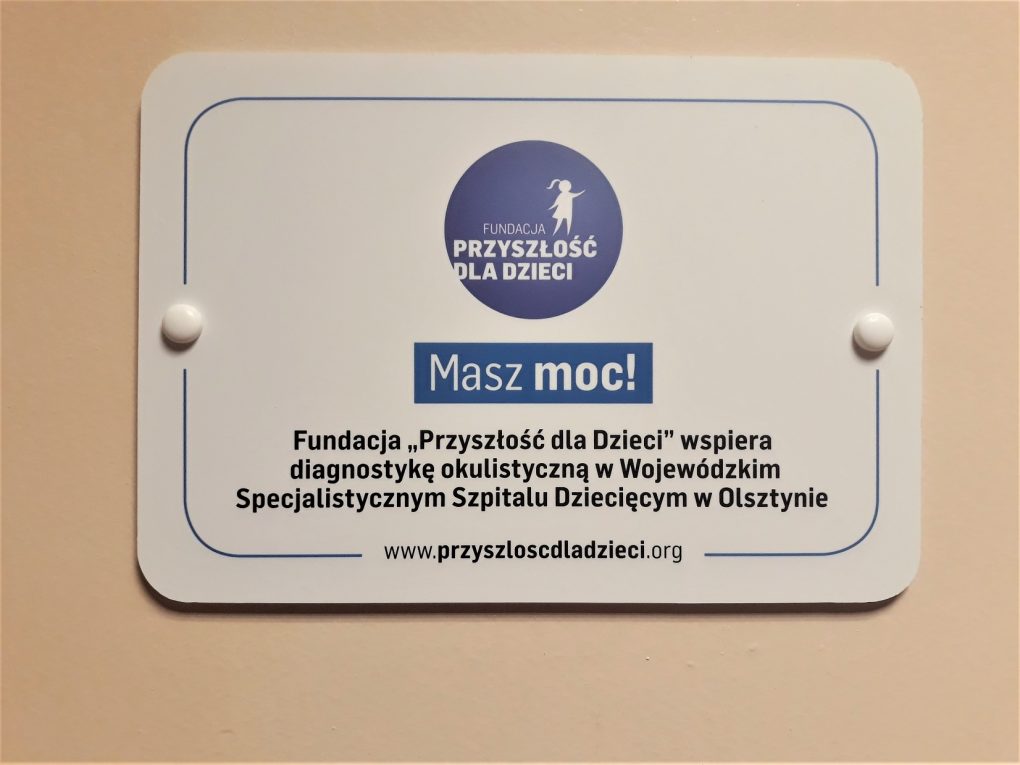 FUNDACJA
PRZYSZŁOŚĆ
DLA DZIECI
Masz moc!
Fundacja „Przyszłość dla Dzieci” wspiera
diagnostykę okulistyczną w Wojewódzkim
Specjalistycznym Szpitalu Dziecięcym w Olsztynie
www.przyszloscdladzieci.org